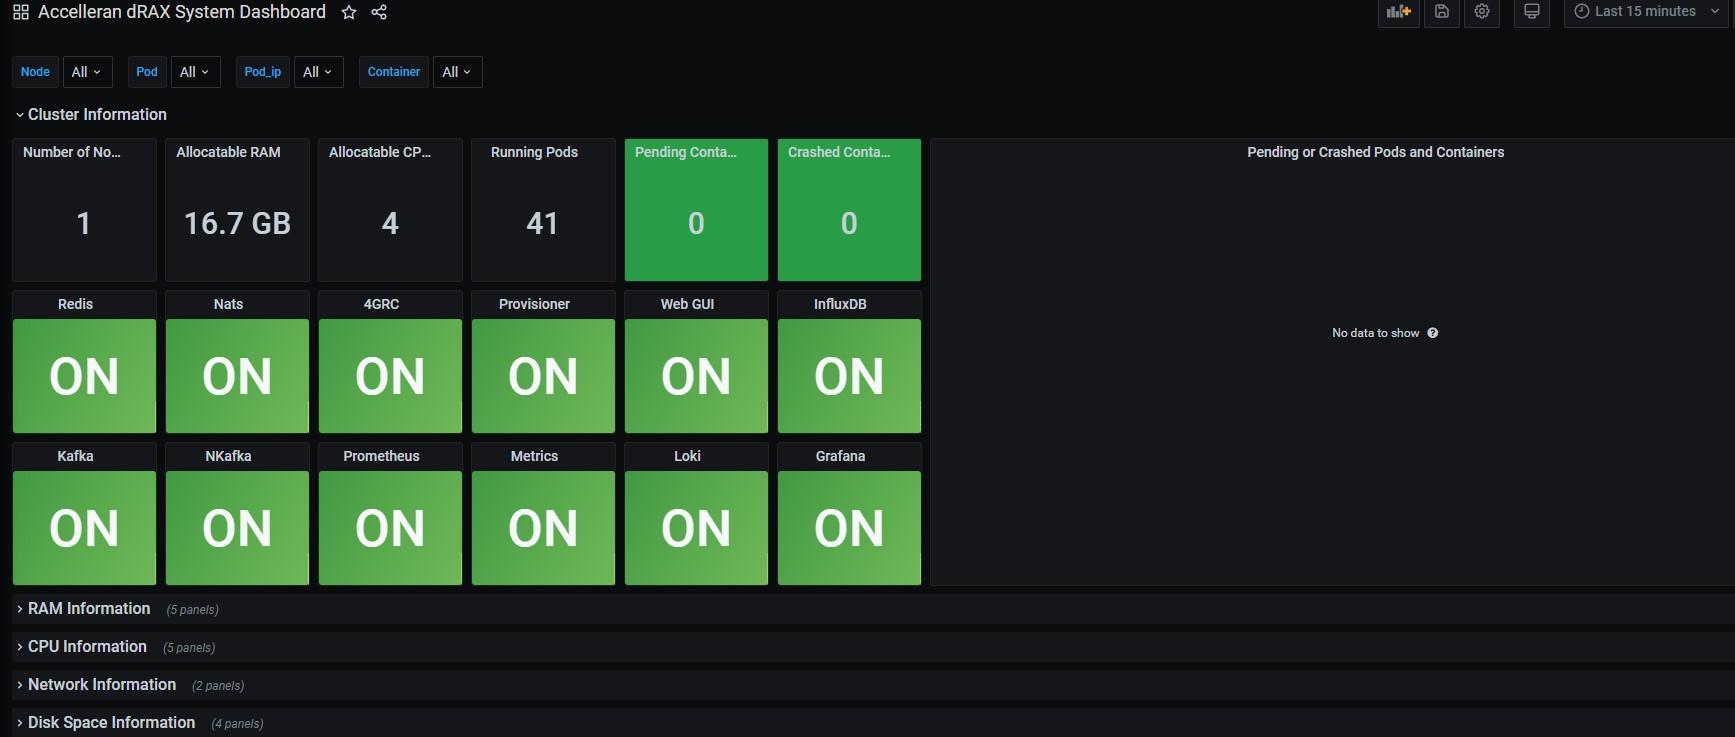 Accelleran dRAX System Dashboard
Last 15 minutes
Node All Pod All Pod_ip All Container All
Cluster Information
Number of No...
Allocatable RAM
Allocatable CP...
Running Pods
Pending Conta...
Crashed Conta...
Pending or Crashed Pods and Containers
1
16.7 GB
4
41
0
0
No data to show
Redis
Nats
4GRC
Provisioner
Web GUI
InfluxDB
ON
ON
ON
ON
ON
ON
Kafka
NKafka
Prometheus
Metrics
Loki
Grafana
ON
ON
ON
ON
ON
ON
RAM Information (5 panels)
CPU Information (5 panels)
Network Information (2 panels)
Disk Space Information (4 panels)